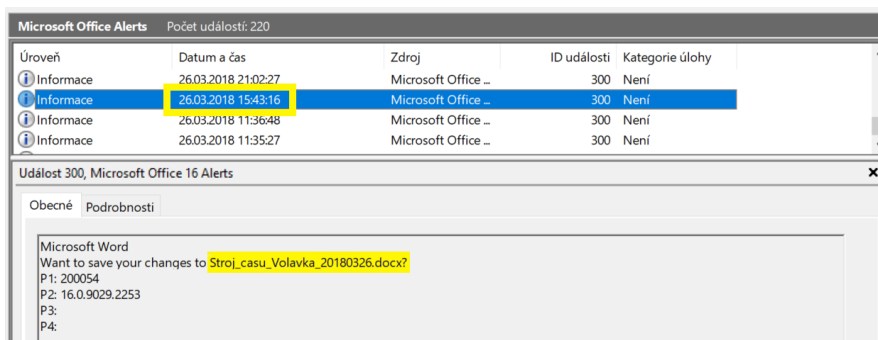 Microsoft Office Alerts Počet událostí: 220
Úroveň Datum a čas Zdroj ID události Kategorie úlohy
Informace 26.03.2018 21:02:27 Microsoft Office ... 300 Není
Informace 26.03.2018 15:43:16 Microsoft Office ... 300 Není
Informace 26.03.2018 11:36:48 Microsoft Office ... 300 Není
Informace 26.03.2018 11:35:27 Microsoft Office ... 300 Není
Událost 300, Microsoft Office 16 Alerts
Obecné Podrobnosti
Microsoft Word
Want to save your changes to Stroj_casu_Volavka_20180326.docx?
P1: 200054
P2: 16.0.9029.2253
P3:
P4: